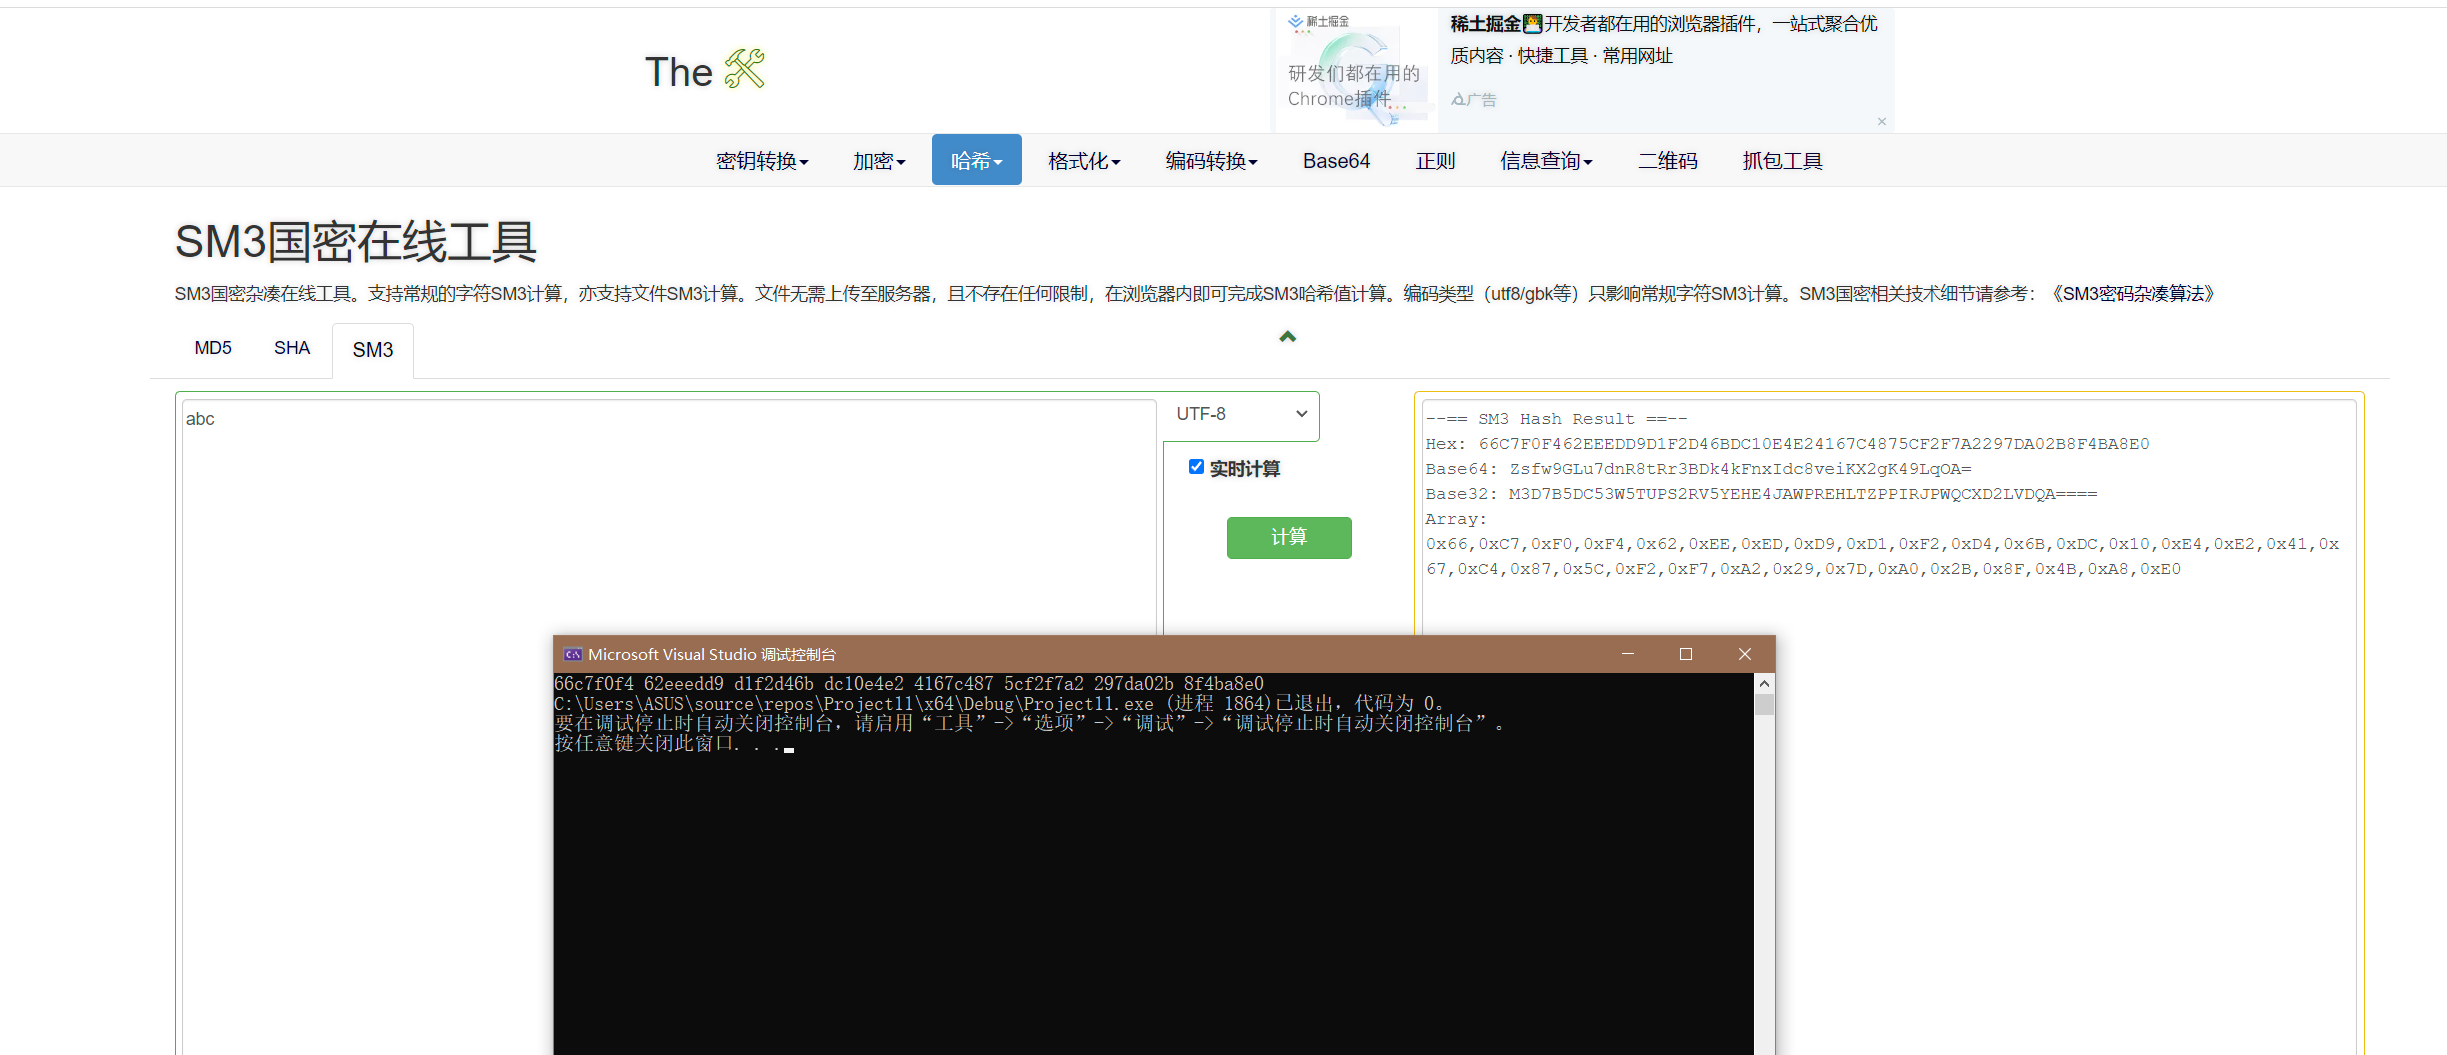 The
稀土掘金
研发们都在用的
Chrome插件
稀土掘金开发者都在用的浏览器插件，一站式聚合优
质内容 · 快捷工具 · 常用网址
广告
密钥转换 加密 哈希 格式化 编码转换 Base64 正则 信息查询 二维码 抓包工具
SM3国密在线工具
SM3国密杂凑在线工具。支持常规的字符SM3计算，亦支持文件SM3计算。文件无需上传至服务器，且不存在任何限制，在浏览器内即可完成SM3哈希值计算。编码类型（utf8/gbk等）只影响常规字符SM3计算。SM3国密相关技术细节请参考：《SM3密码杂凑算法》
MD5 SHA SM3
abc
UTF-8
实时计算
计算
--== SM3 Hash Result ==--
Hex: 66C7F0F462EEEDD9D1F2D46BDC10E4E24167C4875CF2F7A2297DA02B8F4BA8E0
Base64: Zsfw9GLu7dnR8tRr3BDk4kFnxIdc8veiKX2gK49LqOA=
Base32: M3D7B5DC53W5TUPS2RV5YEHE4JAWPREHLTZPPIRJPWQCXD2LVDQA====
Array:
0x66,0xC7,0xF0,0xF4,0x62,0xEE,0xED,0xD9,0xD1,0xF2,0xD4,0x6B,0xDC,0x10,0xE4,0xE2,0x41,0x
67,0xC4,0x87,0x5C,0xF2,0xF7,0xA2,0x29,0x7D,0xA0,0x2B,0x8F,0x4B,0xA8,0xE0
Microsoft Visual Studio 调试控制台
66c7f0f4 62eeedd9 d1f2d46b dc10e4e2 4167c487 5cf2f7a2 297da02b 8f4ba8e0
C:\Users\ASUS\source\repos\Project11\x64\Debug\Project11.exe (进程 1864)已退出，代码为 0。
要在调试停止时自动关闭控制台，请启用“工具”->“选项”->“调试”->“调试停止时自动关闭控制台”。
按任意键关闭此窗口. . .